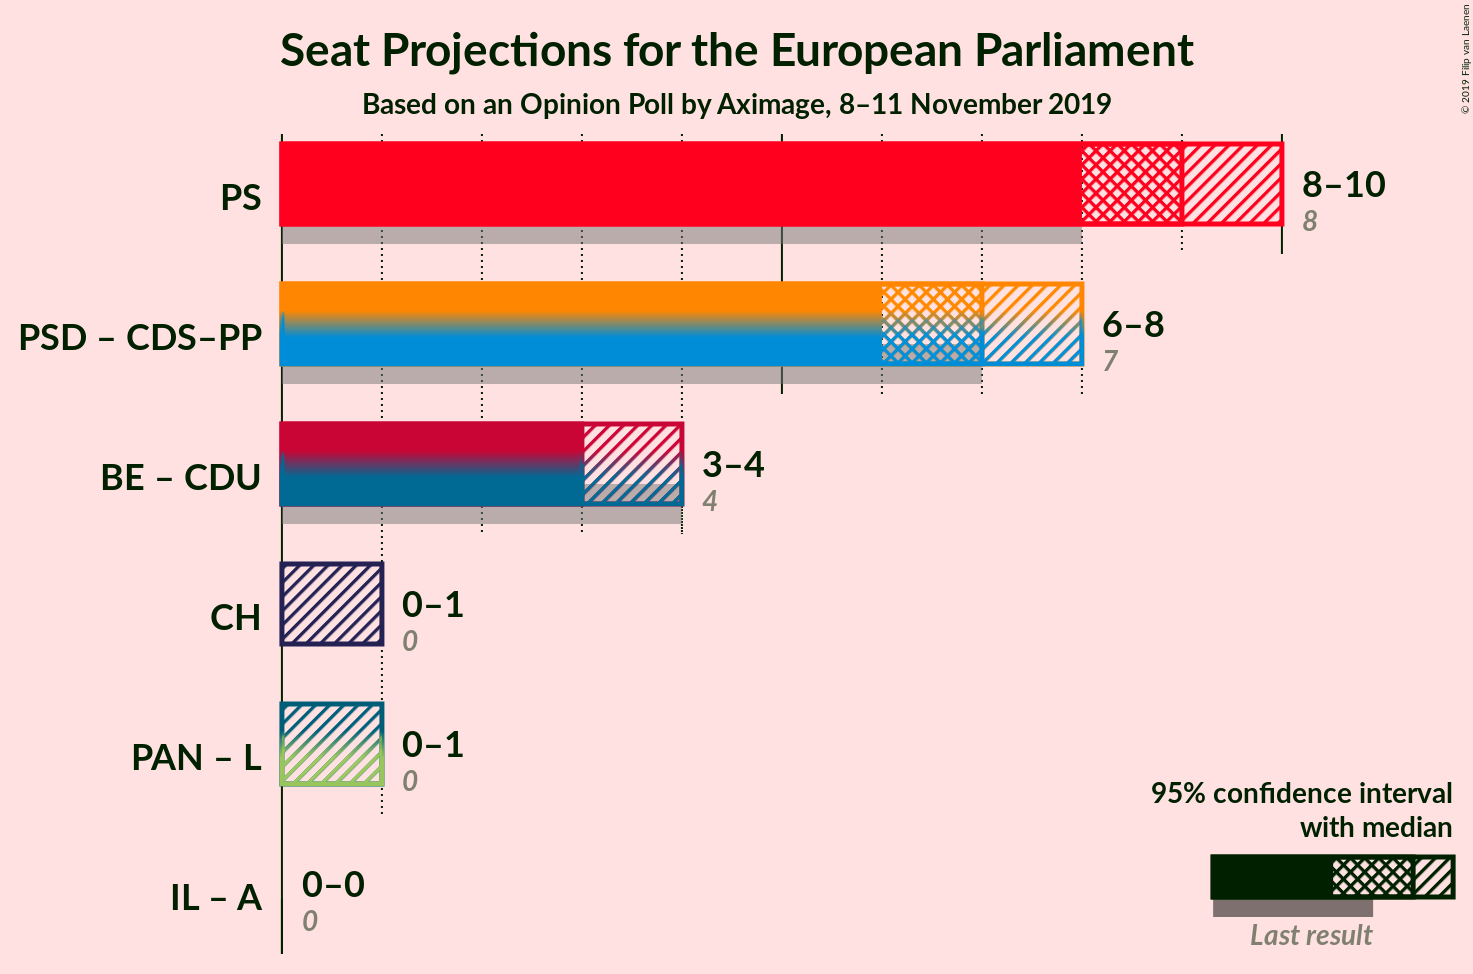 Seat Projections for the European Parliament
Based on an Opinion Poll by Aximage, 8–11 November 2019
© 2019 Filip van Laenen
PS
8–10
8
PSD – CDS–PP
6–8
7
BE – CDU
3–4
4
CH
0–1
0
PAN – L
0–1
0
IL – A
0–0
0
95% confidence interval
with median
Last result